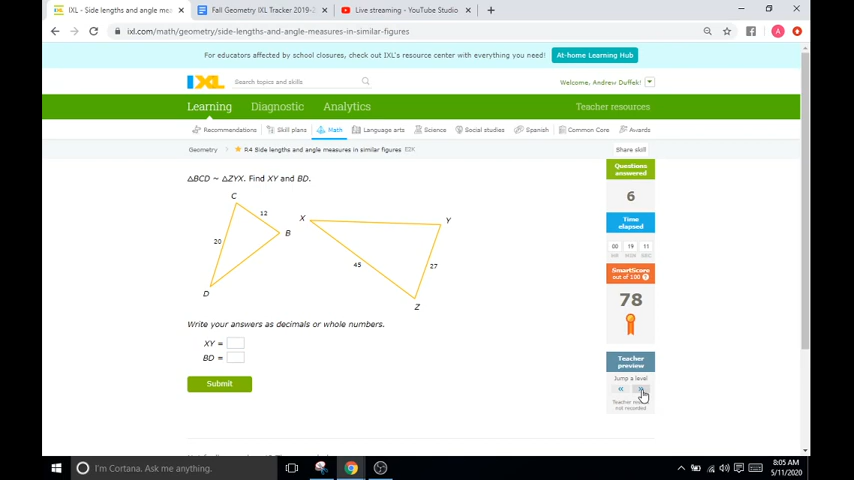 IXL - Side lengths and angle me
Fall Geometry IXL Tracker 2019-2
Live streaming - YouTube Studio
ixl.com/math/geometry/side-lengths-and-angle-measures-in-similar-figures
For educators affected by school closures, check out IXL's resource center with everything you need!
At-home Learning Hub
IXL
Search topics and skills
Welcome, Andrew Duffek!
Learning
Diagnostic
Analytics
Teacher resources
Recommendations
Skill plans
Math
Language arts
Science
Social studies
Spanish
Common Core
Awards
Geometry
R.4 Side lengths and angle measures in similar figures
Share skill
Questions
answered
6
Time
elapsed
00 19 11
SmartScore
out of 100
78
Teacher
preview
Jump a level
not recorded
△BCD ~ △ZYX. Find XY and BD.
C
12
B
20
D
X
Y
45
27
Z
Write your answers as decimals or whole numbers.
XY =
BD =
Submit
I'm Cortana. Ask me anything.
8:05 AM
5/11/2020